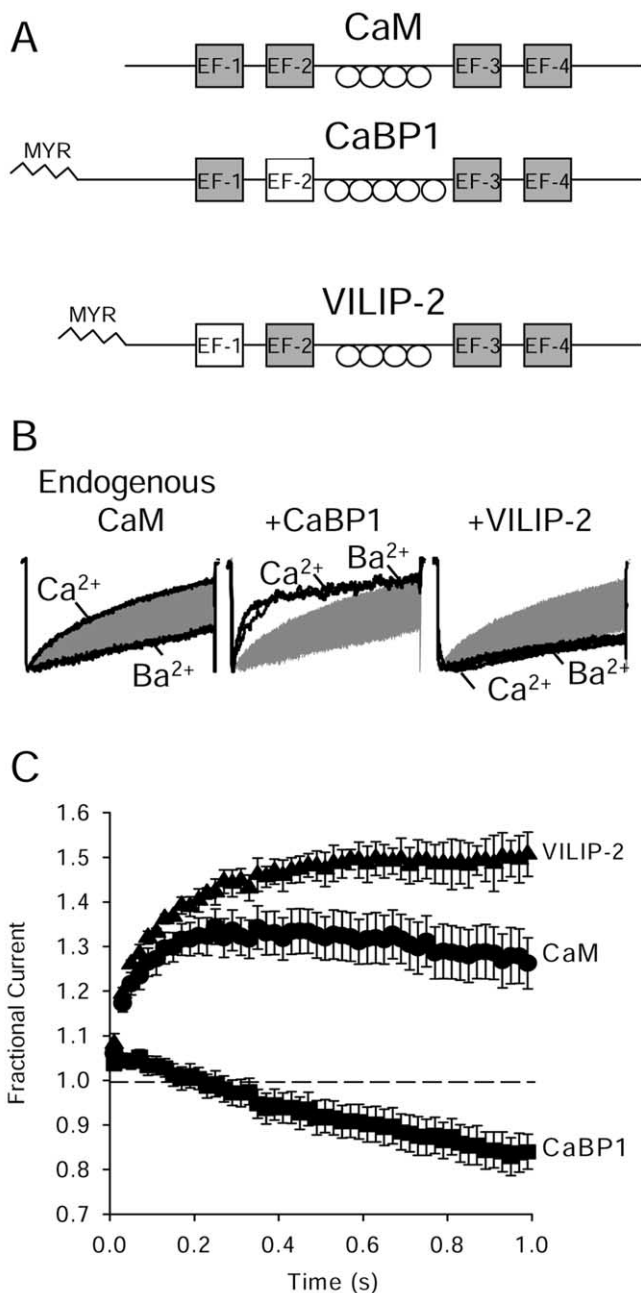 A
CaM
EF-1 EF-2 EF-3 EF-4
CaBP1
MYR
EF-1 EF-2 EF-3 EF-4
VILIP-2
MYR
EF-1 EF-2 EF-3 EF-4
B
Endogenous
CaM +CaBP1 +VILIP-2
Ca²⁺ Ba²⁺
Ca²⁺ Ba²⁺
Ca²⁺ Ba²⁺
C
Fractional Current
1.6
1.5
1.4
1.3
1.2
1.1
1.0
0.9
0.8
0.7
VILIP-2
CaM
CaBP1
0.0 0.2 0.4 0.6 0.8 1.0
Time (s)